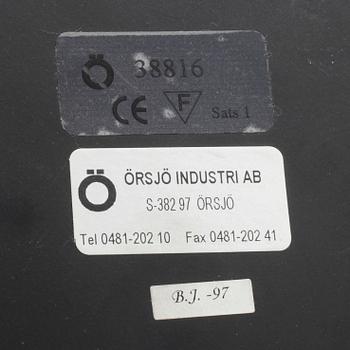 Ö 38816
CE F Sats 1
Ö ÖRSJÖ INDUSTRI AB
S-382 97 ÖRSJÖ
Tel 0481-202 10 Fax 0481-202 41
B.J. -97